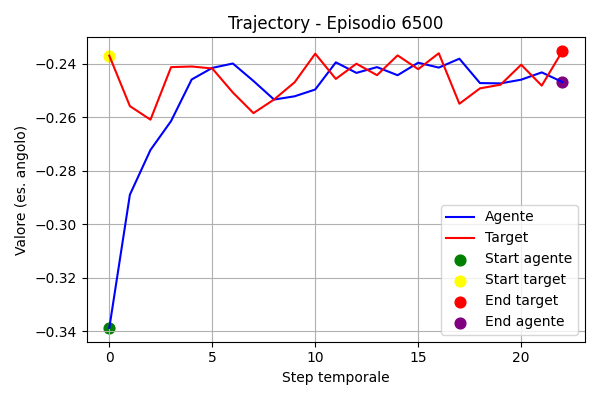 Trajectory - Episodio 6500
Valore (es. angolo)
−0.24
−0.26
−0.28
−0.30
−0.32
−0.34
Agente
Target
Start agente
Start target
End target
End agente
0 5 10 15 20
Step temporale